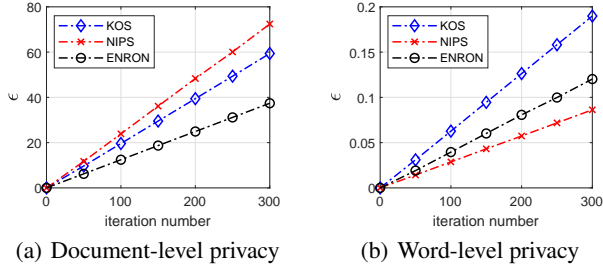 80
60
40
20
0
ϵ
KOS
NIPS
ENRON
0 100 200 300
iteration number
(a) Document-level privacy
0.2
0.15
0.1
0.05
0
ϵ
KOS
NIPS
ENRON
0 100 200 300
iteration number
(b) Word-level privacy